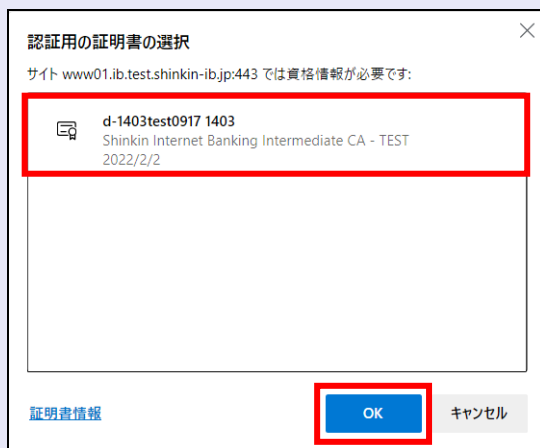 認証用の証明書の選択
サイト www01.ib.test.shinkin-ib.jp:443 では資格情報が必要です:
d-1403test0917 1403
Shinkin Internet Banking Intermediate CA - TEST
2022/2/2
証明書情報
OK
キャンセル